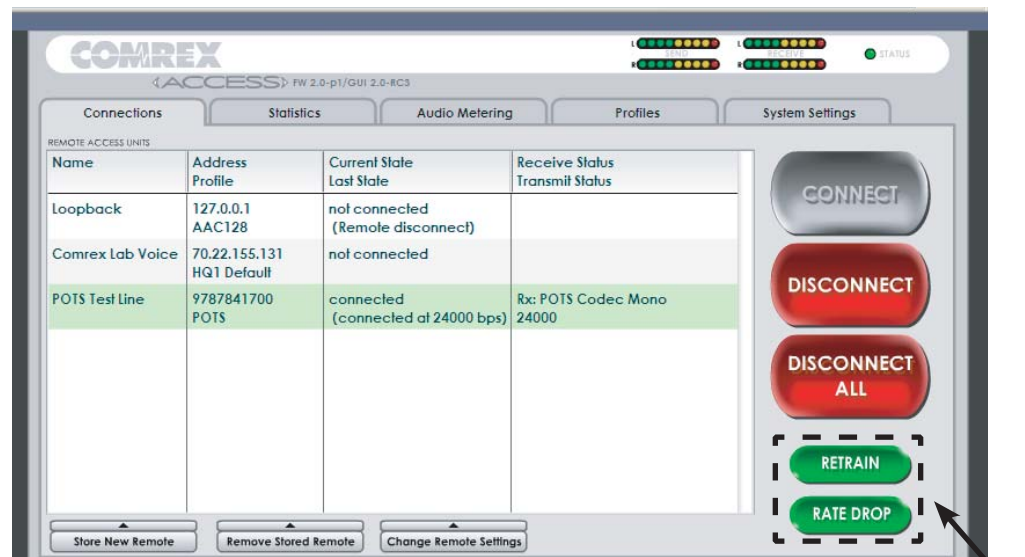 COMREX
ACCESS FW 2.0-p1/GUI 2.0-RC3
L SEND R
L RECEIVE R
STATUS
Connections Statistics Audio Metering Profiles System Settings
REMOTE ACCESS UNITS
Name Address Current State Receive Status
Profile Last State Transmit Status
Loopback 127.0.0.1 not connected
AAC128 (Remote disconnect)
Comrex Lab Voice 70.22.155.131 not connected
HQ1 Default
POTS Test Line 9787841700 connected Rx: POTS Codec Mono
POTS (connected at 24000 bps) 24000
CONNECT
DISCONNECT
DISCONNECT
ALL
RETRAIN
RATE DROP
Store New Remote Remove Stored Remote Change Remote Settings